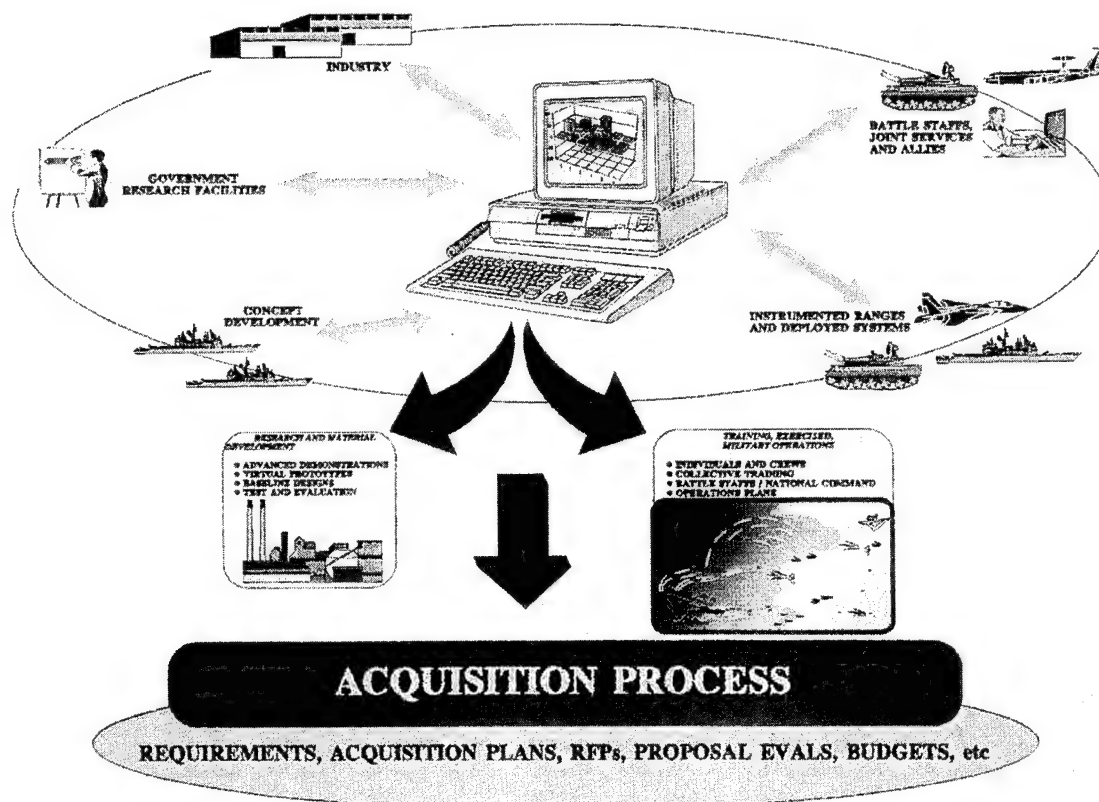 INDUSTRY
BATTLE STAFFS,
JOINT SERVICES
AND ALLIES
GOVERNMENT
RESEARCH FACILITIES
CONCEPT
DEVELOPMENT
INSTRUMENTED RANGES
AND DEPLOYED SYSTEMS
RESEARCH AND MATERIAL
DEVELOPMENT
ADVANCED DEMONSTRATIONS
VIRTUAL PROTOTYPES
BASELINE DESIGNS
TEST AND EVALUATION
TRAINING, EXERCISED,
MILITARY OPERATIONS
INDIVIDUALS AND CREWS
COLLECTIVE TRAINING
BATTLE STAFFS / NATIONAL COMMAND
OPERATIONS PLANS
ACQUISITION PROCESS
REQUIREMENTS, ACQUISITION PLANS, RFPs, PROPOSAL EVALS, BUDGETS, etc